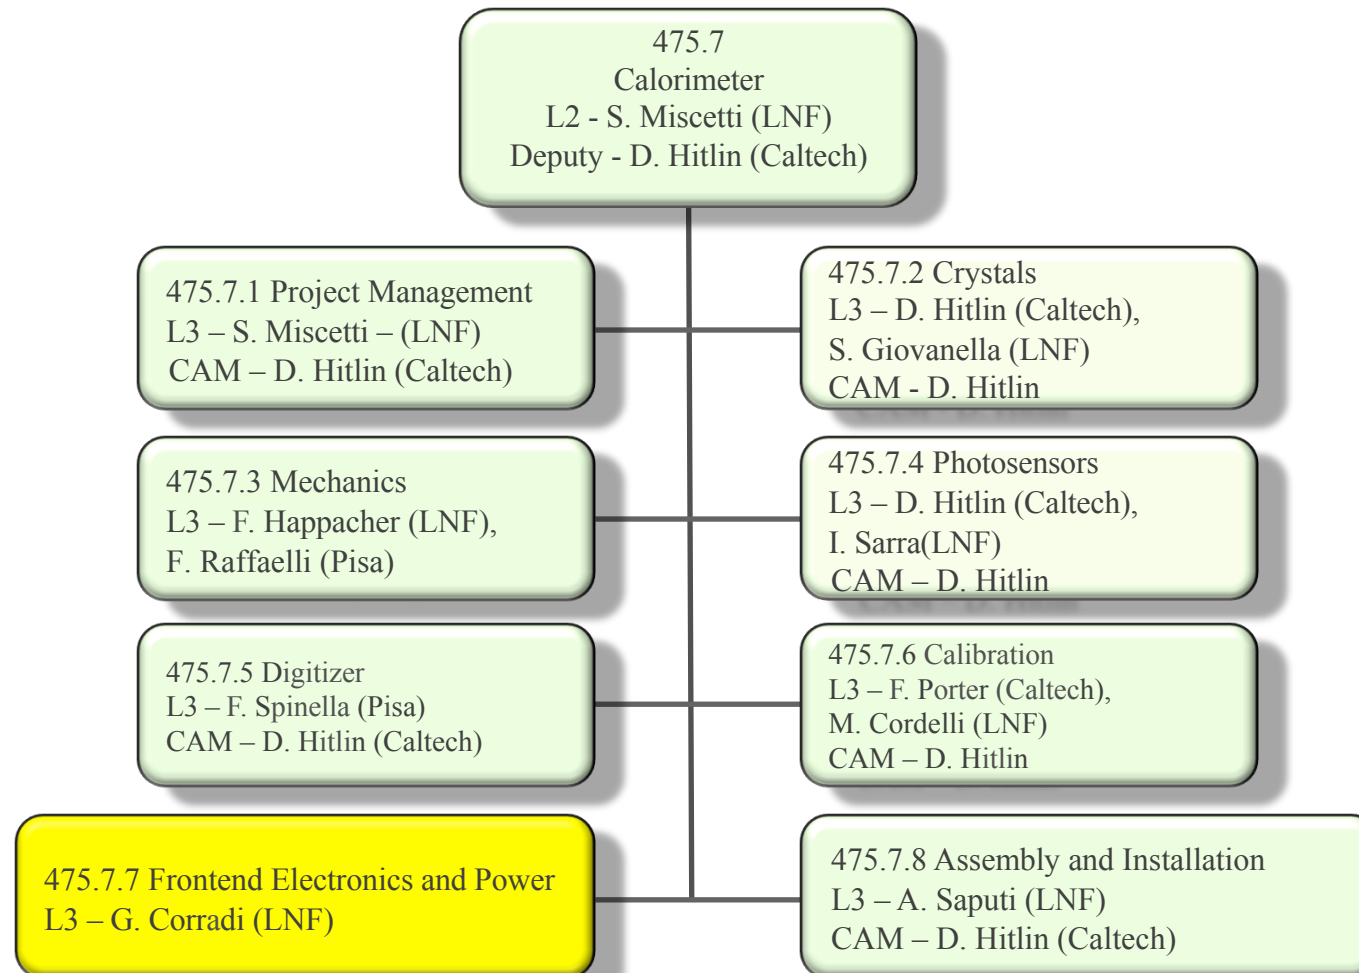 475.7
Calorimeter
L2 - S. Miscetti (LNF)
Deputy - D. Hitlin (Caltech)
475.7.1 Project Management
L3 – S. Miscetti – (LNF)
CAM – D. Hitlin (Caltech)
475.7.2 Crystals
L3 – D. Hitlin (Caltech),
S. Giovanella (LNF)
CAM - D. Hitlin
475.7.3 Mechanics
L3 – F. Happacher (LNF),
F. Raffaelli (Pisa)
475.7.4 Photosensors
L3 – D. Hitlin (Caltech),
I. Sarra(LNF)
CAM – D. Hitlin
475.7.5 Digitizer
L3 – F. Spinella (Pisa)
CAM – D. Hitlin (Caltech)
475.7.6 Calibration
L3 – F. Porter (Caltech),
M. Cordelli (LNF)
CAM – D. Hitlin
475.7.7 Frontend Electronics and Power
L3 – G. Corradi (LNF)
475.7.8 Assembly and Installation
L3 – A. Saputi (LNF)
CAM – D. Hitlin (Caltech)